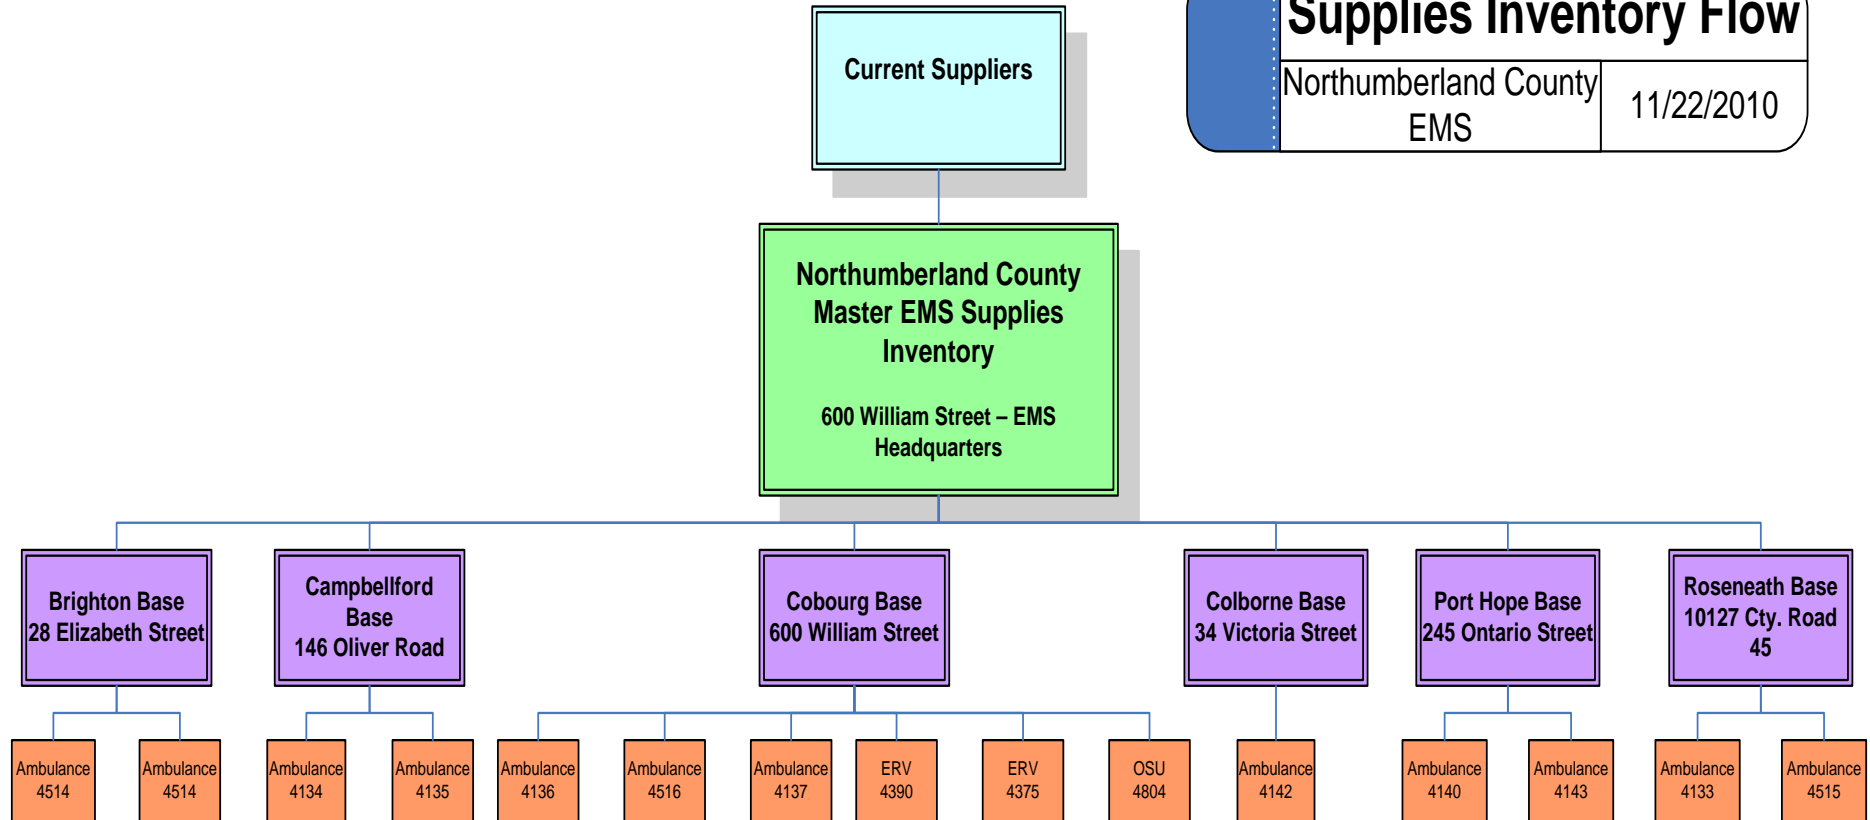 Supplies Inventory Flow
Northumberland County
EMS
11/22/2010
Current Suppliers
Northumberland County
Master EMS Supplies
Inventory
600 William Street – EMS
Headquarters
Brighton Base
28 Elizabeth Street
Campbellford
Base
146 Oliver Road
Cobourg Base
600 William Street
Colborne Base
34 Victoria Street
Port Hope Base
245 Ontario Street
Roseneath Base
10127 Cty. Road
45
Ambulance
4514
Ambulance
4514
Ambulance
4134
Ambulance
4135
Ambulance
4136
Ambulance
4516
Ambulance
4137
ERV
4390
ERV
4375
OSU
4804
Ambulance
4142
Ambulance
4140
Ambulance
4143
Ambulance
4133
Ambulance
4515